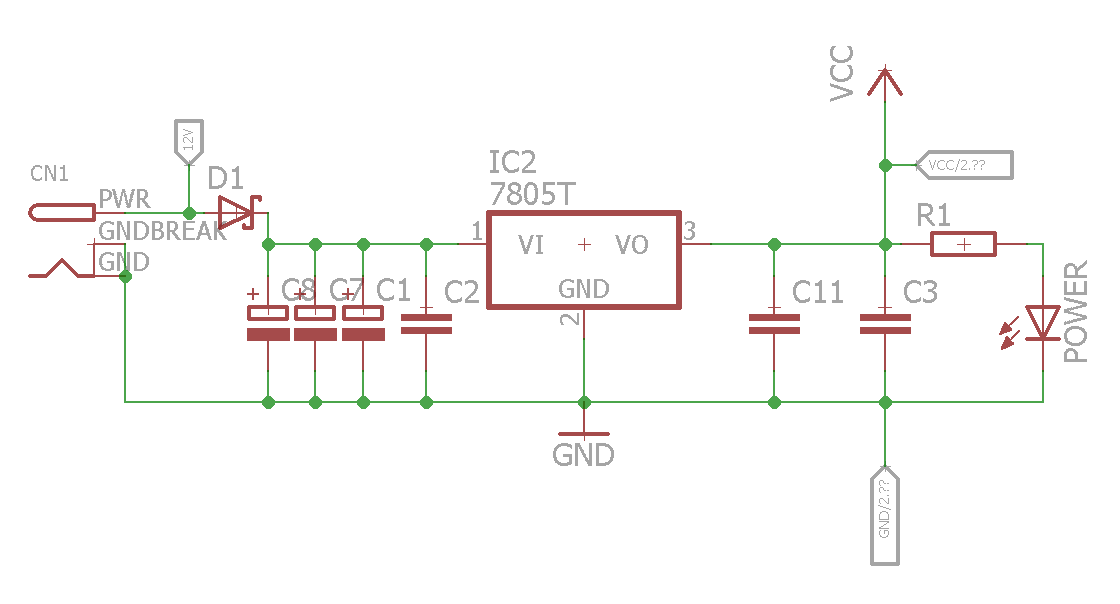 VCC
12V
VCC/2.??
IC2
7805T
CN1
D1
PWR
R1
GNDBREAK
1
VI
VO
3
GND
GND
+
C8
+
C7
+
C1
C2
C11
C3
POWER
2
GND
GND/2.??